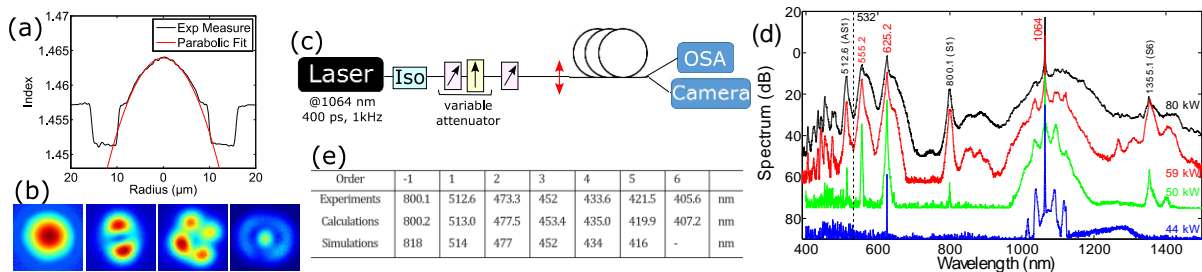 (a)
1.47
1,465
1,46
1.455
1.45
Index
Exp Measure
Parabolic Fit
20 10 0 10 20
Radius (µm)
(b)
(c)
Laser
@1064 nm
400 ps, 1kHz
Iso
variable
attenuator
OSA
Camera
(e)
Order -1 1 2 3 4 5 6
Experiments 800.1 512.6 473.3 452 433.6 421.5 405.6 nm
Calculations 800.2 513.0 477.5 453.4 435.0 419.9 407.2 nm
Simulations 818 514 477 452 434 416 - nm
(d)
20
0
20
40
60
80
Spectrum (dB)
512.6 (AS1)
532
555.2
625.2
800.1 (S1)
1064
1355.1 (S6)
80 kW
59 kW
50 kW
44 kW
400 600 800 1000 1200 1400
Wavelength (nm)